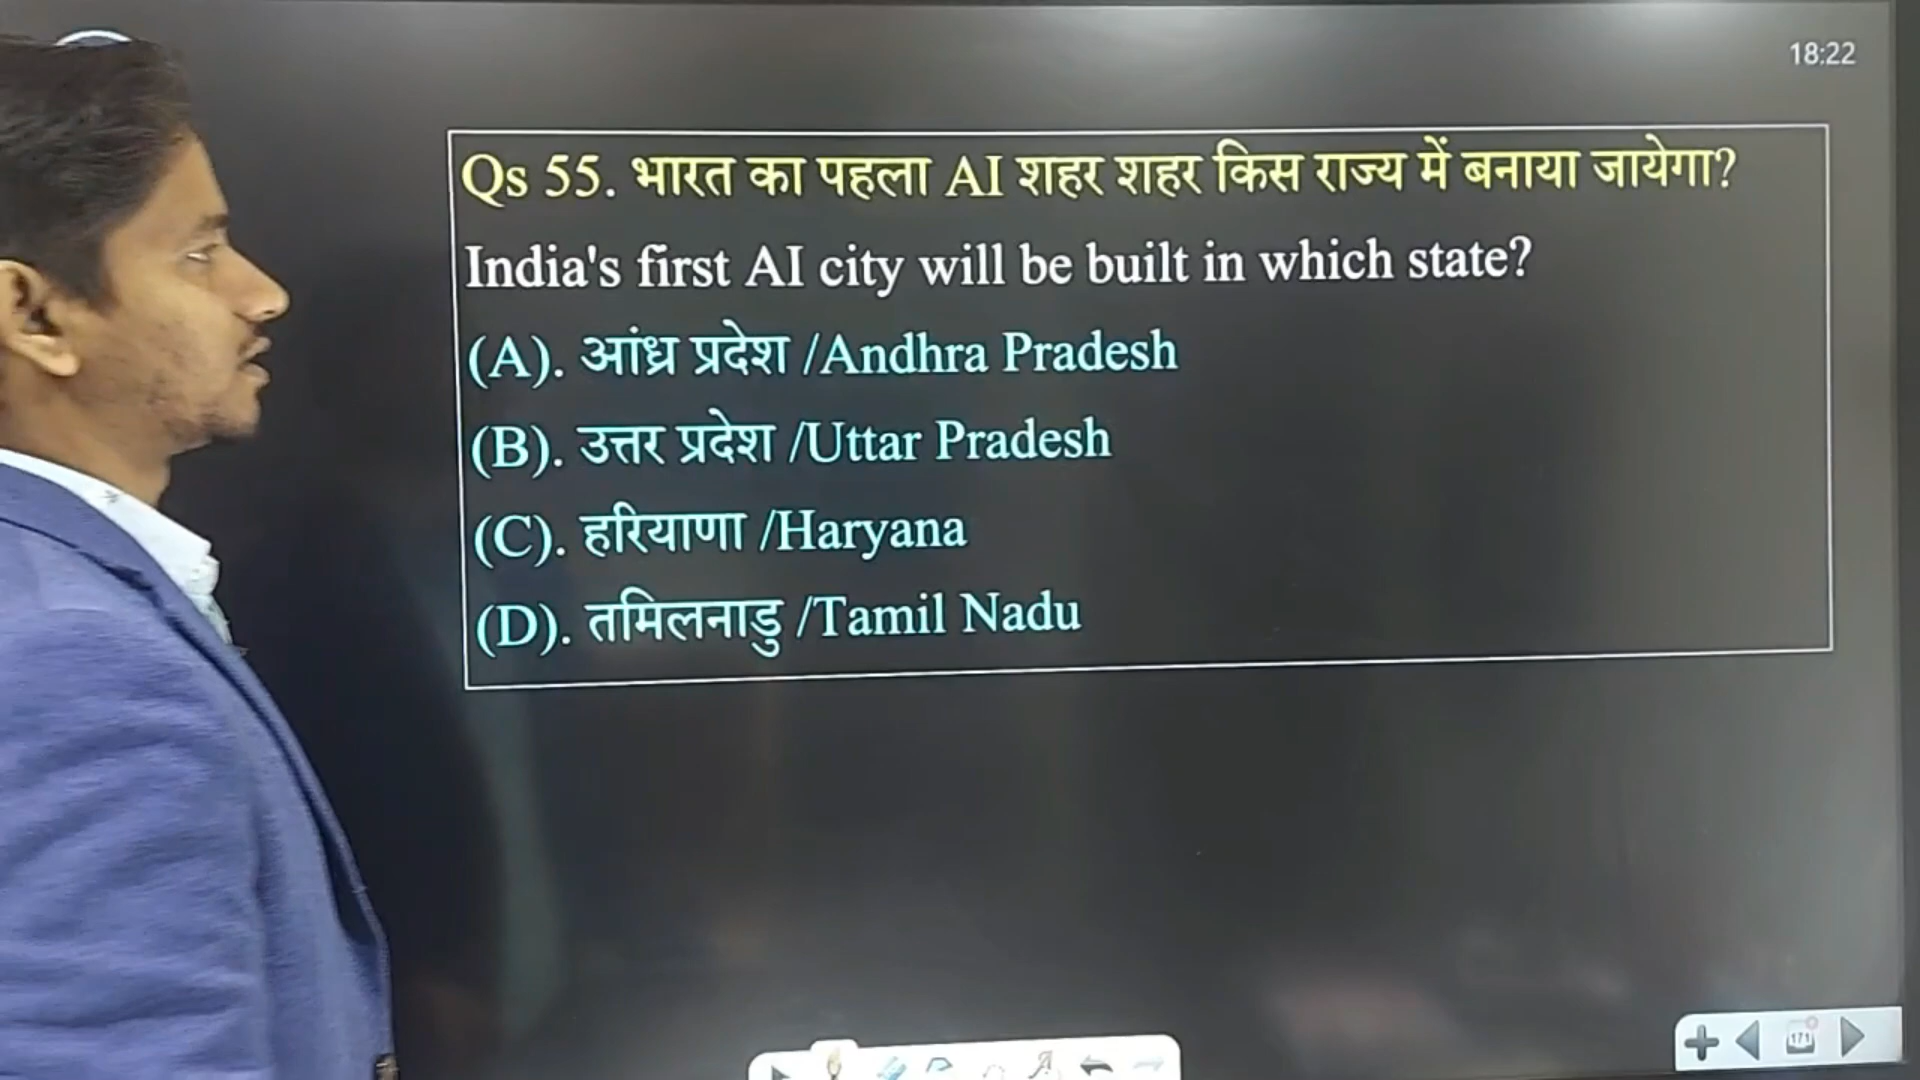 18:22
Qs 55. भारत का पहला AI शहर शहर किस राज्य में बनाया जायेगा?
India's first AI city will be built in which state?
(A). आंध्र प्रदेश /Andhra Pradesh
(B). उत्तर प्रदेश /Uttar Pradesh
(C). हरियाणा /Haryana
(D). तमिलनाडु /Tamil Nadu
171